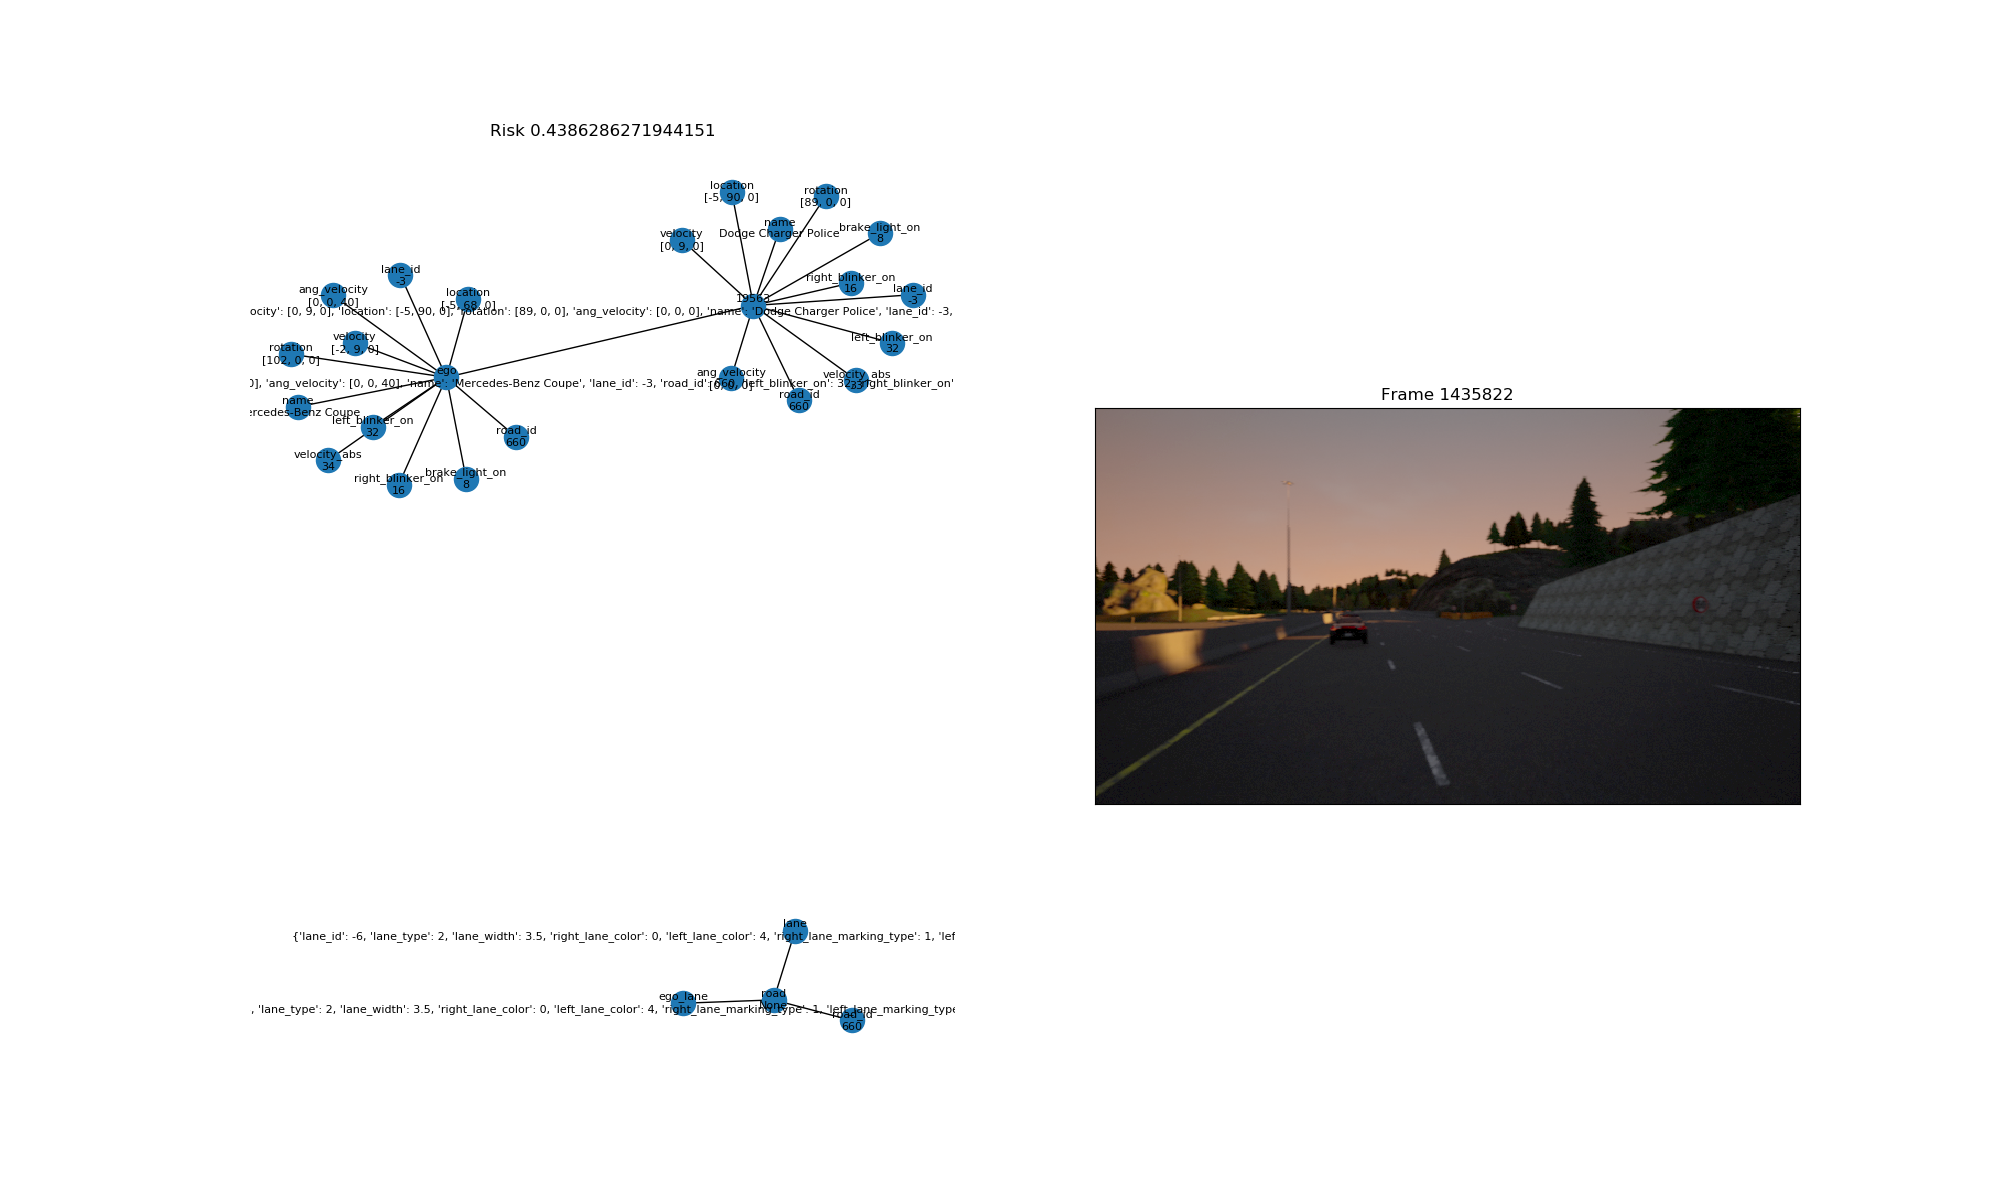 Risk 0.4386286271944151
location
[-5, 90, 0]
rotation
[89, 0, 0]
name
Dodge Charger Police
brake_light_on
8
velocity
[0, 9, 0]
lane_id
-3
right_blinker_on
16
ang_velocity
[0, 0, 40]
location
[-5, 68, 0]
lane_id
-3
19563
ocity': [0, 9, 0], 'location': [-5, 90, 0], 'rotation': [89, 0, 0], 'ang_velocity': [0, 0, 0], 'name': 'Dodge Charger Police', 'lane_id': -3,
velocity
[-2, 9, 0]
left_blinker_on
32
rotation
[102, 0, 0]
ego
0], 'ang_velocity': [0, 0, 40], 'name': 'Mercedes-Benz Coupe', 'lane_id': -3, 'road_id': 660, 'left_blinker_on': 32, 'right_blinker_on'
ang_velocity
velocity_abs
road_id
660
name
ercedes-Benz Coupe
left_blinker_on
32
road_id
660
velocity_abs
34
right_blinker_on
16
brake_light_on
8
Frame 1435822
lane
{'lane_id': -6, 'lane_type': 2, 'lane_width': 3.5, 'right_lane_color': 0, 'left_lane_color': 4, 'right_lane_marking_type': 1, 'lef
ego_lane
road
None
, 'lane_type': 2, 'lane_width': 3.5, 'right_lane_color': 0, 'left_lane_color': 4, 'right_lane_marking_type': 1, 'left_lane_marking_type
road_id
660